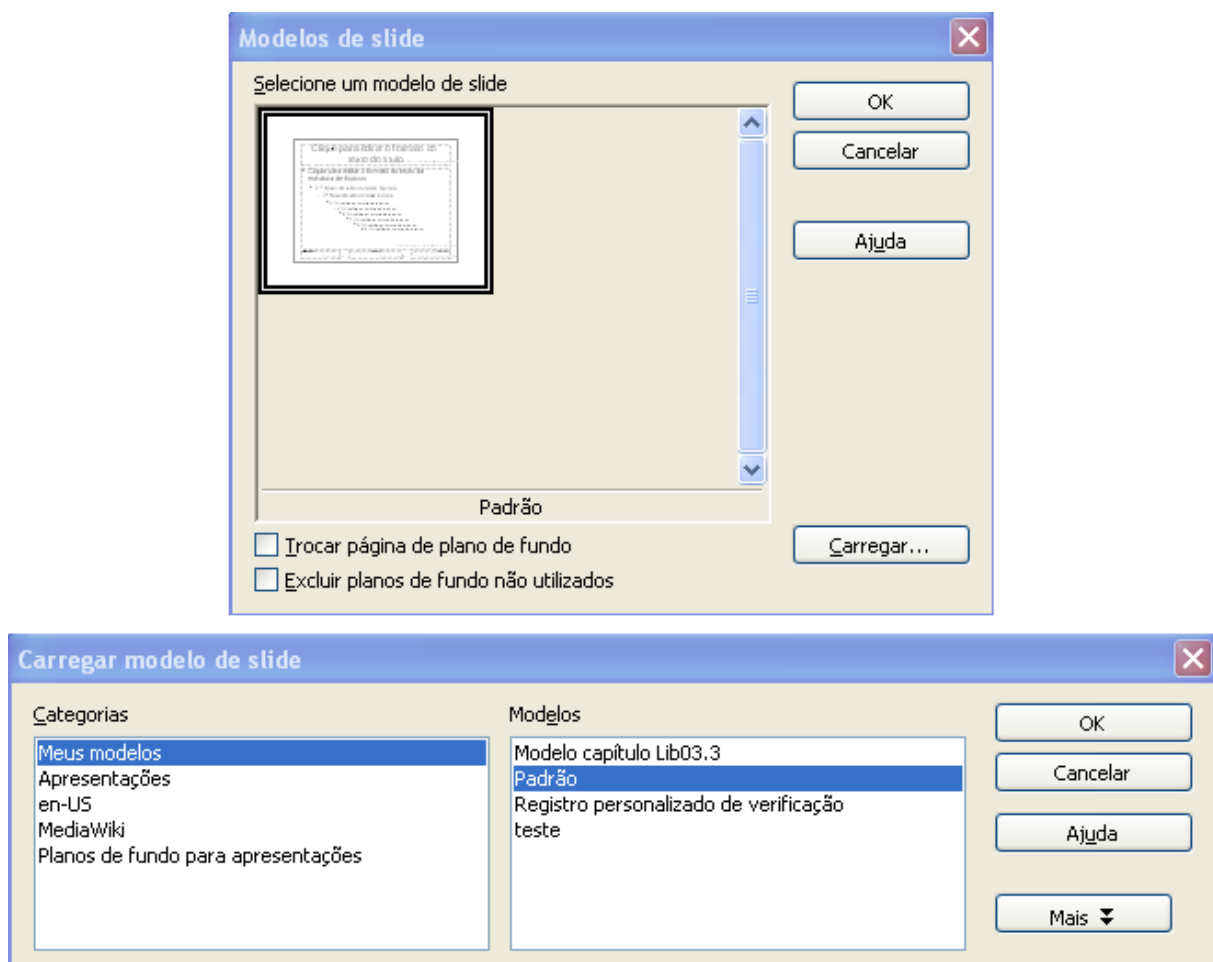 Modelos de slide
Selecione um modelo de slide
OK
Cancelar
Ajuda
Padrão
Trocar página de plano de fundo
Carregar...
Excluir planos de fundo não utilizados
Carregar modelo de slide
Categorias
Modelos
OK
Meus modelos
Modelo capítulo Lib03.3
Cancelar
Apresentações
Padrão
en-US
Registro personalizado de verificação
MediaWiki
teste
Ajuda
Planos de fundo para apresentações
Mais